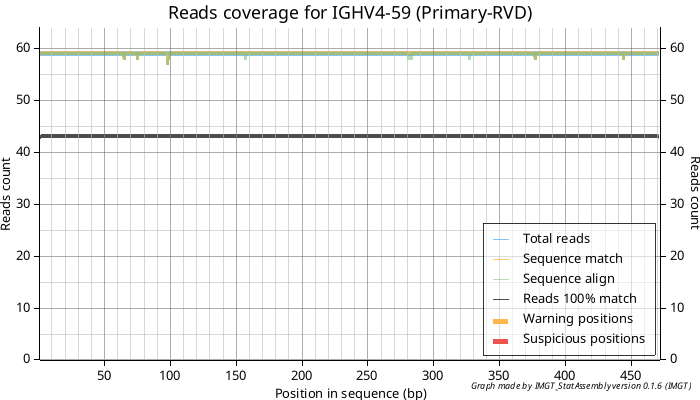 Reads coverage for IGHV4-59 (Primary-RVD)
60
50
40
30
20
10
0
Reads count
60
50
40
30
20
10
0
Reads count
Total reads
Sequence match
Sequence align
Reads 100% match
Warning positions
Suspicious positions
50 100 150 200 250 300 350 400 450
Position in sequence (bp)
Graph made by IMGT_StatAssembly version 0.1.6 (IMGT)